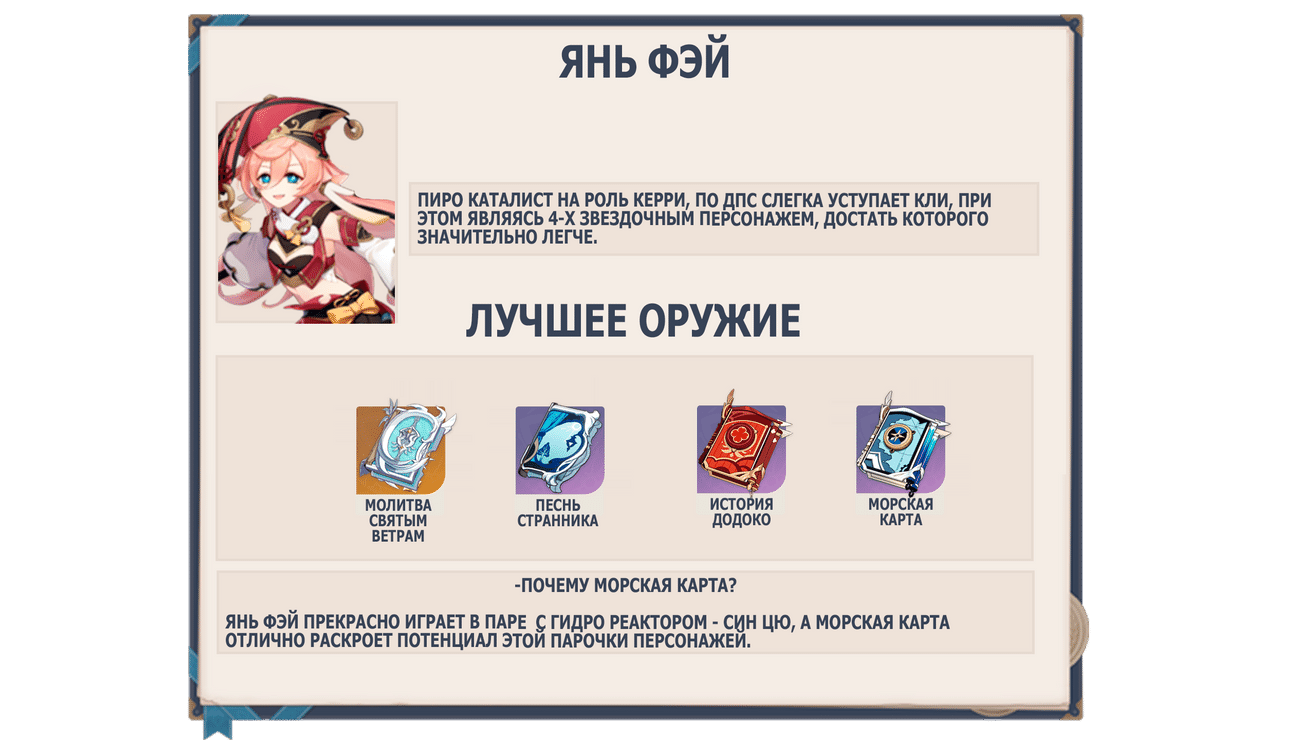 ЯНЬ ФЭЙ
ПИРО КАТАЛИСТ НА РОЛЬ КЕРРИ, ПО ДПС СЛЕГКА УСТУПАЕТ КЛИ, ПРИ
ЭТОМ ЯВЛЯЯСЬ 4-Х ЗВЕЗДОЧНЫМ ПЕРСОНАЖЕМ, ДОСТАТЬ КОТОРОГО
ЗНАЧИТЕЛЬНО ЛЕГЧЕ.
ЛУЧШЕЕ ОРУЖИЕ
МОЛИТВА
СВЯТЫМ
ВЕТРАМ
ПЕСНЬ
СТРАННИКА
ИСТОРИЯ
ДОДОКО
МОРСКАЯ
КАРТА
-ПОЧЕМУ МОРСКАЯ КАРТА?
ЯНЬ ФЭЙ ПРЕКРАСНО ИГРАЕТ В ПАРЕ С ГИДРО РЕАКТОРОМ - СИН ЦЮ, А МОРСКАЯ КАРТА
ОТЛИЧНО РАСКРОЕТ ПОТЕНЦИАЛ ЭТОЙ ПАРОЧКИ ПЕРСОНАЖЕЙ.